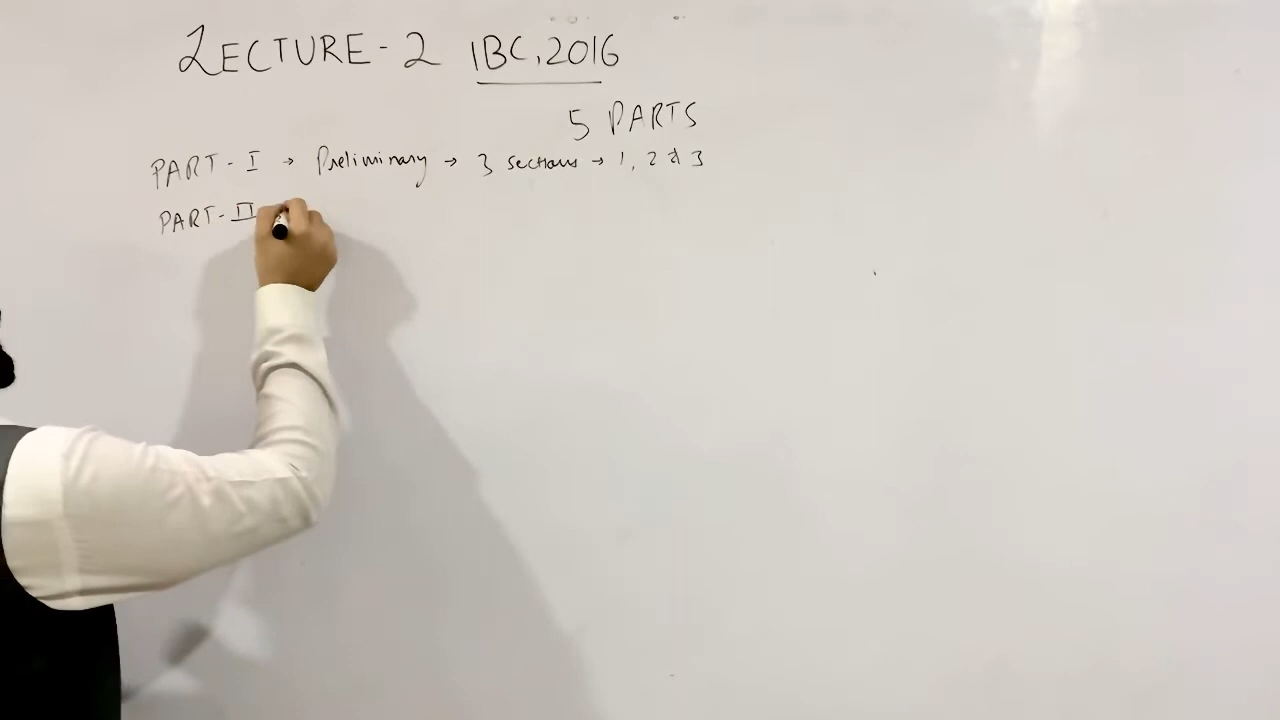 LECTURE-2 IBC,2016
5 PARTS
PART-I → Preliminary → 3 sections → 1, 2 & 3
PART-II